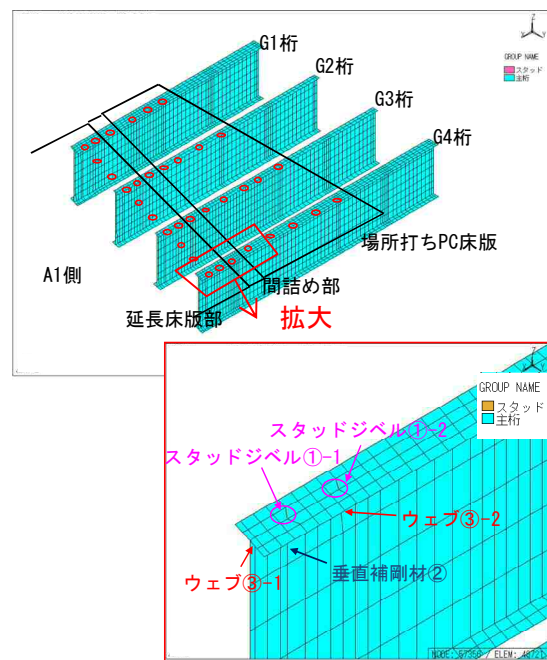 Z
X
Y
GROUP NAME
スタッド
主桁
G1桁
G2桁
G3桁
G4桁
場所打ちPC床版
A1側
間詰め部
延長床版部
拡大
Z
GROUP NAME
スタッド
主桁
スタッドジベル①-2
スタッドジベル①-1
ウェブ③-2
垂直補剛材②
ウェブ③-1